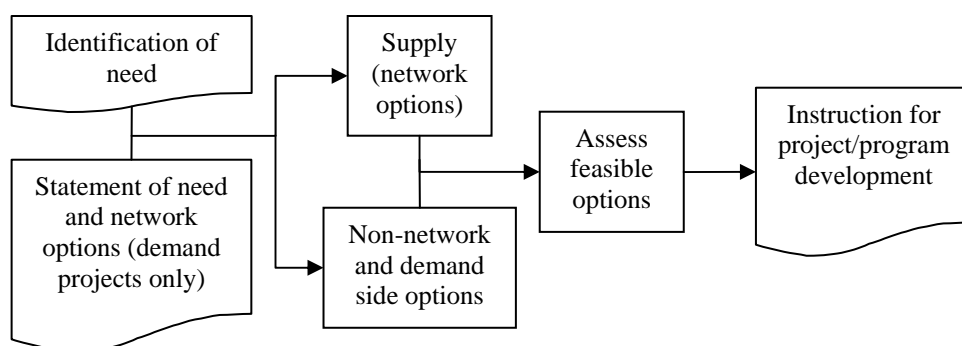 Identification of
need
Statement of need
and network
options (demand
projects only)
Supply
(network
options)
Non-network
and demand
side options
Assess
feasible
options
Instruction for
project/program
development